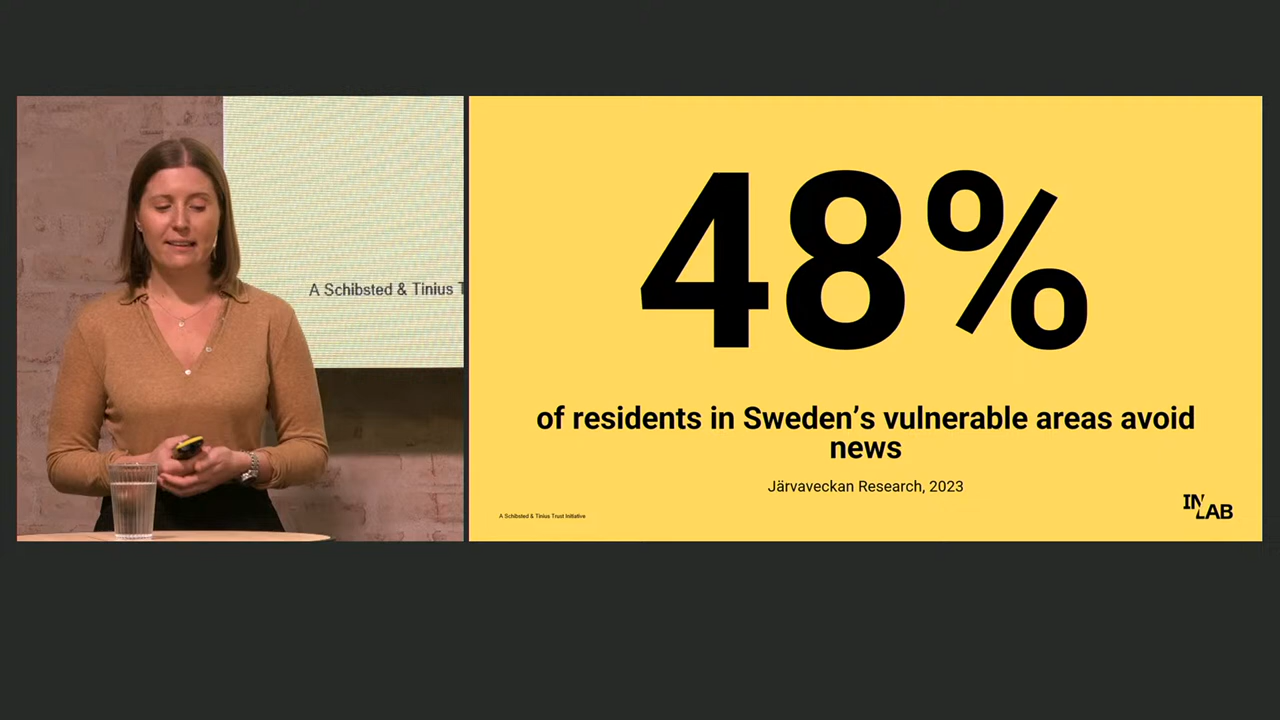 A Schibsted & Tinius
48%
of residents in Sweden’s vulnerable areas avoid
news
Järvaveckan Research, 2023
A Schibsted & Tinius Trust Initiative
IN
LAB